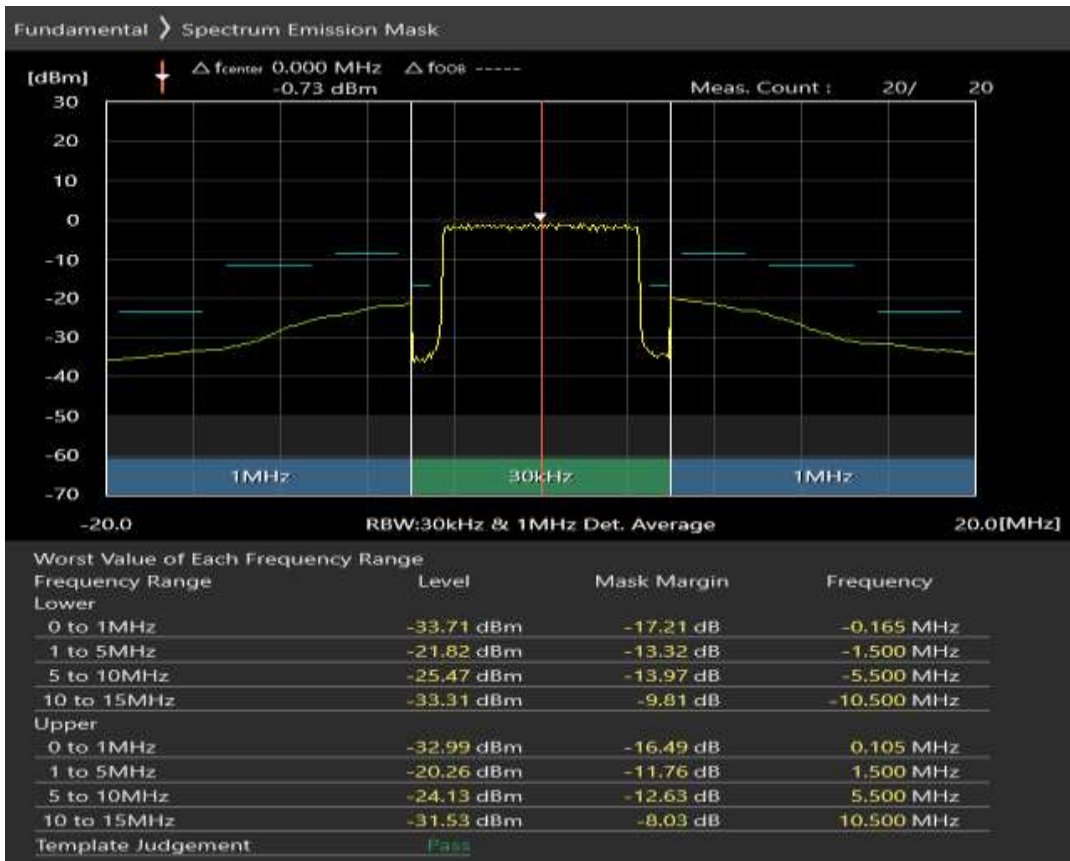 Fundamental 》 Spectrum Emission Mask
[dBm] △ fcenter 0.000 MHz △ fOOB -----
-0.73 dBm Meas. Count : 20/ 20
30
20
10
0
-10
-20
-30
-40
-50
-60
1MHz 30kHz 1MHz
-70
-20.0 RBW:30kHz & 1MHz Det. Average 20.0[MHz]
Worst Value of Each Frequency Range
Frequency Range Level Mask Margin Frequency
Lower
0 to 1MHz -33.71 dBm -17.21 dB -0.165 MHz
1 to 5MHz -21.82 dBm -13.32 dB -1.500 MHz
5 to 10MHz -25.47 dBm -13.97 dB -5.500 MHz
10 to 15MHz -33.31 dBm -9.81 dB -10.500 MHz
Upper
0 to 1MHz -32.99 dBm -16.49 dB 0.105 MHz
1 to 5MHz -20.26 dBm -11.76 dB 1.500 MHz
5 to 10MHz -24.13 dBm -12.63 dB 5.500 MHz
10 to 15MHz -31.53 dBm -8.03 dB 10.500 MHz
Template Judgement Pass